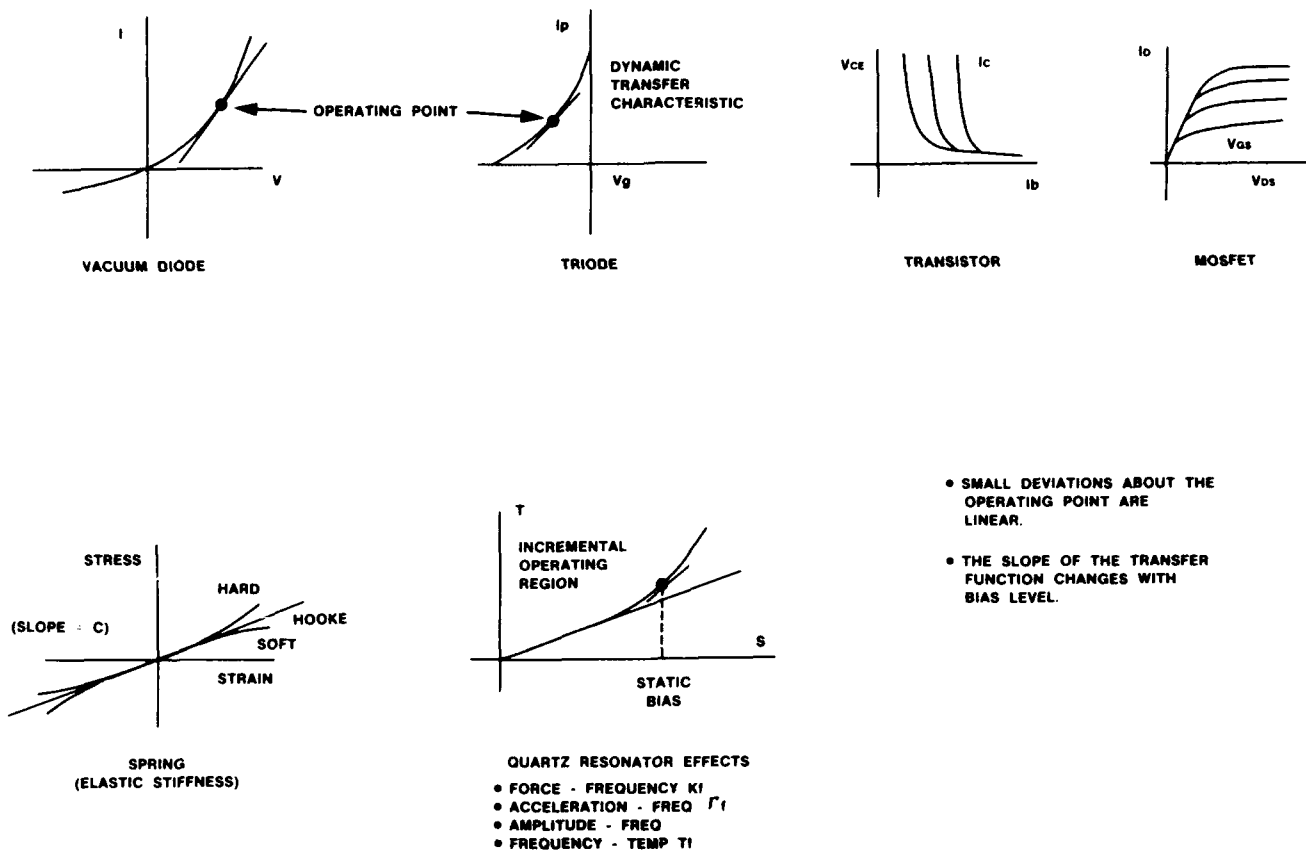 I
OPERATING POINT
V
VACUUM DIODE
Ip
DYNAMIC
TRANSFER
CHARACTERISTIC
Vg
TRIODE
VCE
IC
Ib
TRANSISTOR
ID
VGS
VDS
MOSFET
STRESS
HARD
HOOKE
(SLOPE = C)
SOFT
STRAIN
SPRING
(ELASTIC STIFFNESS)
T
INCREMENTAL
OPERATING
REGION
S
STATIC
BIAS
QUARTZ RESONATOR EFFECTS
• FORCE - FREQUENCY Kf
• ACCELERATION - FREQ Γf
• AMPLITUDE - FREQ
• FREQUENCY - TEMP Tf
• SMALL DEVIATIONS ABOUT THE
OPERATING POINT ARE
LINEAR.
• THE SLOPE OF THE TRANSFER
FUNCTION CHANGES WITH
BIAS LEVEL.